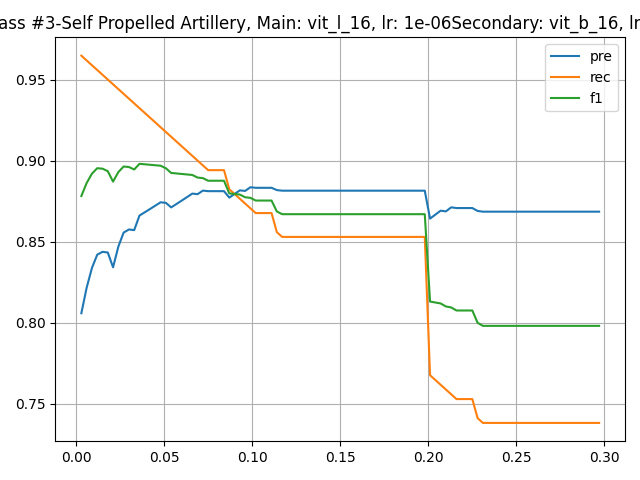 ass #3-Self Propelled Artillery, Main: vit_l_16, lr: 1e-06Secondary: vit_b_16, lr
pre
rec
f1
0.95
0.90
0.85
0.80
0.75
0.00 0.05 0.10 0.15 0.20 0.25 0.30